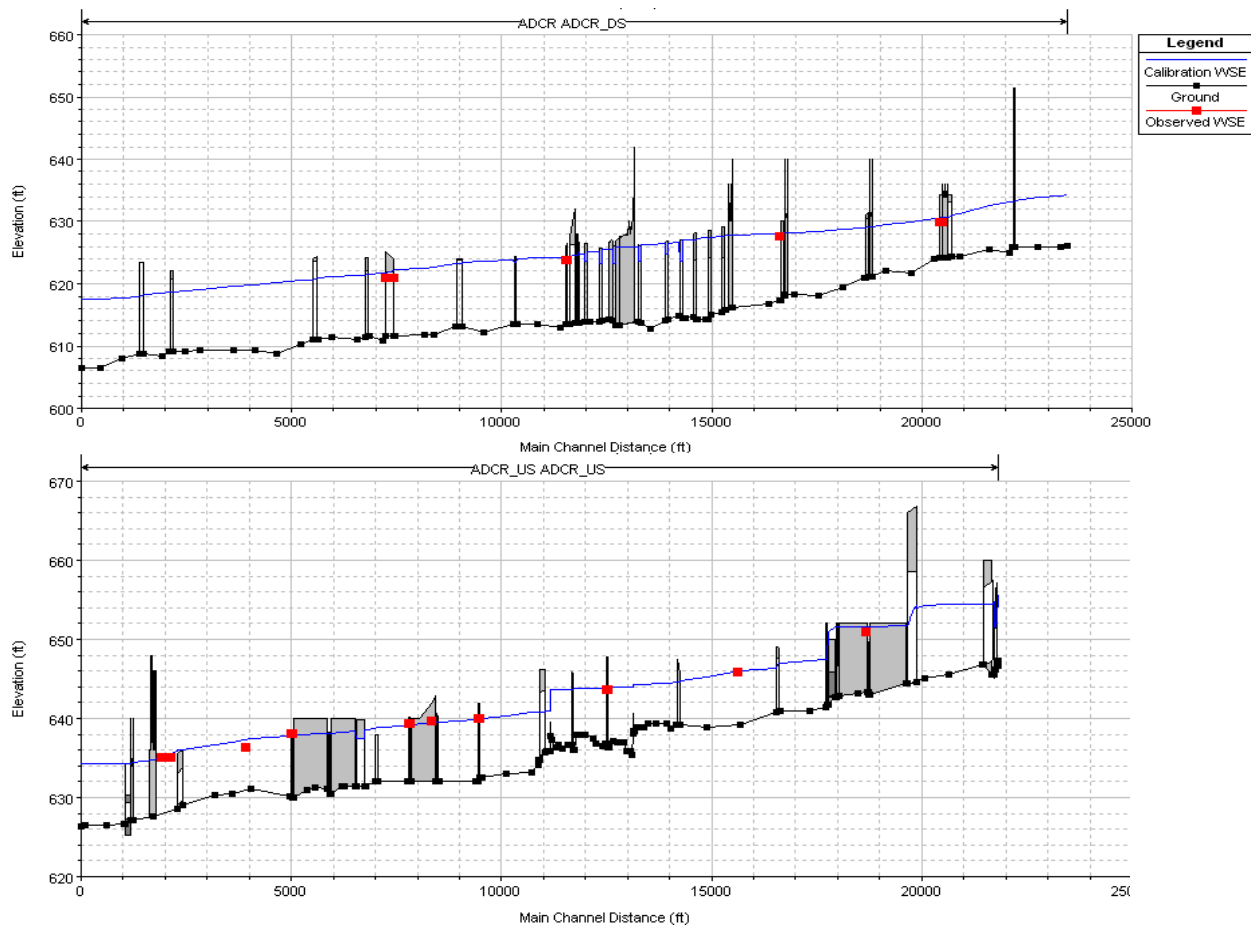 ADCR ADCR_DS
660
650
640
630
620
610
600
Elevation (ft)
0
5000
10000
15000
20000
25000
Main Channel Distance (ft)
Legend
Calibration WSE
Ground
Observed WSE
ADCR_US ADCR_US
670
660
650
640
630
620
Elevation (ft)
0
5000
10000
15000
20000
Main Channel Distance (ft)